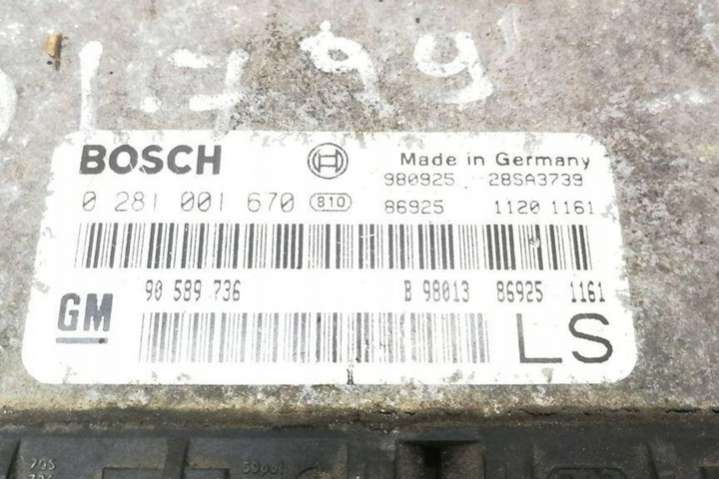 BOSCH Made in Germany
980925 28SA3739
0 281 001 670 810 86925 1120 1161
90 589 736 B 98013 86925 1161
GM LS